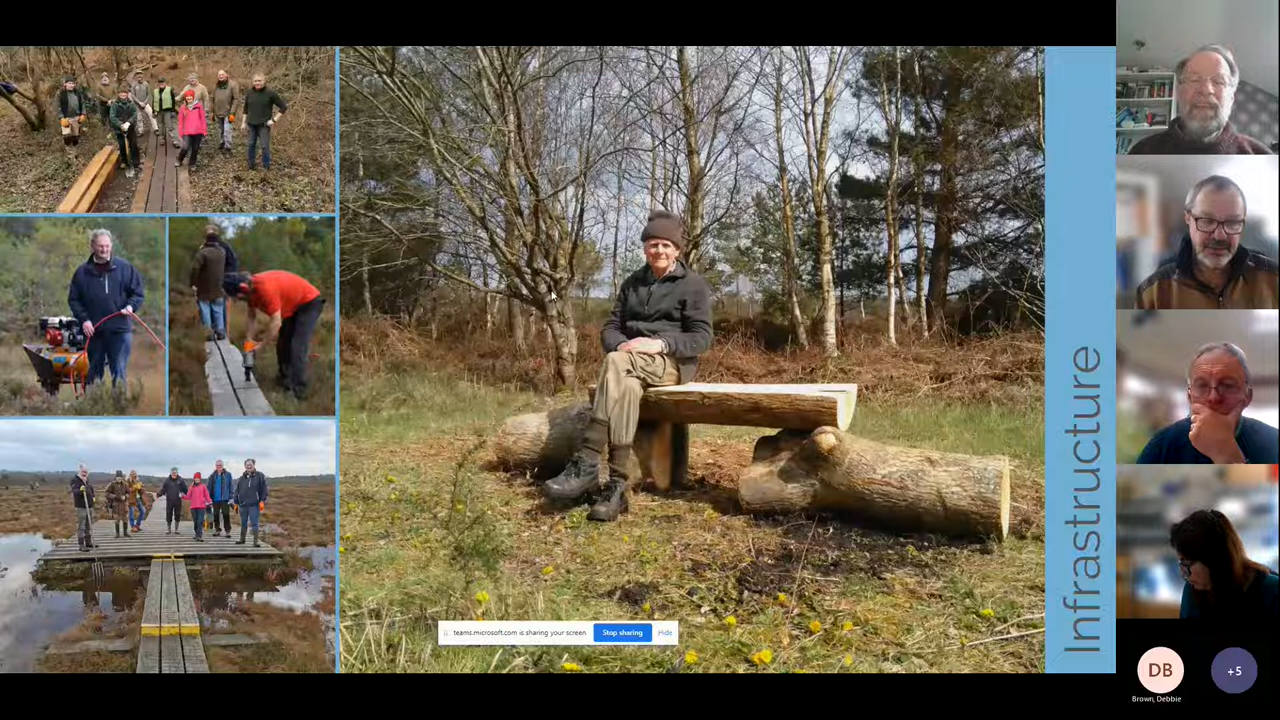 Infrastructure
teams.microsoft.com is sharing your screen.
Stop sharing
Hide
DB
+5
Brown, Debbie